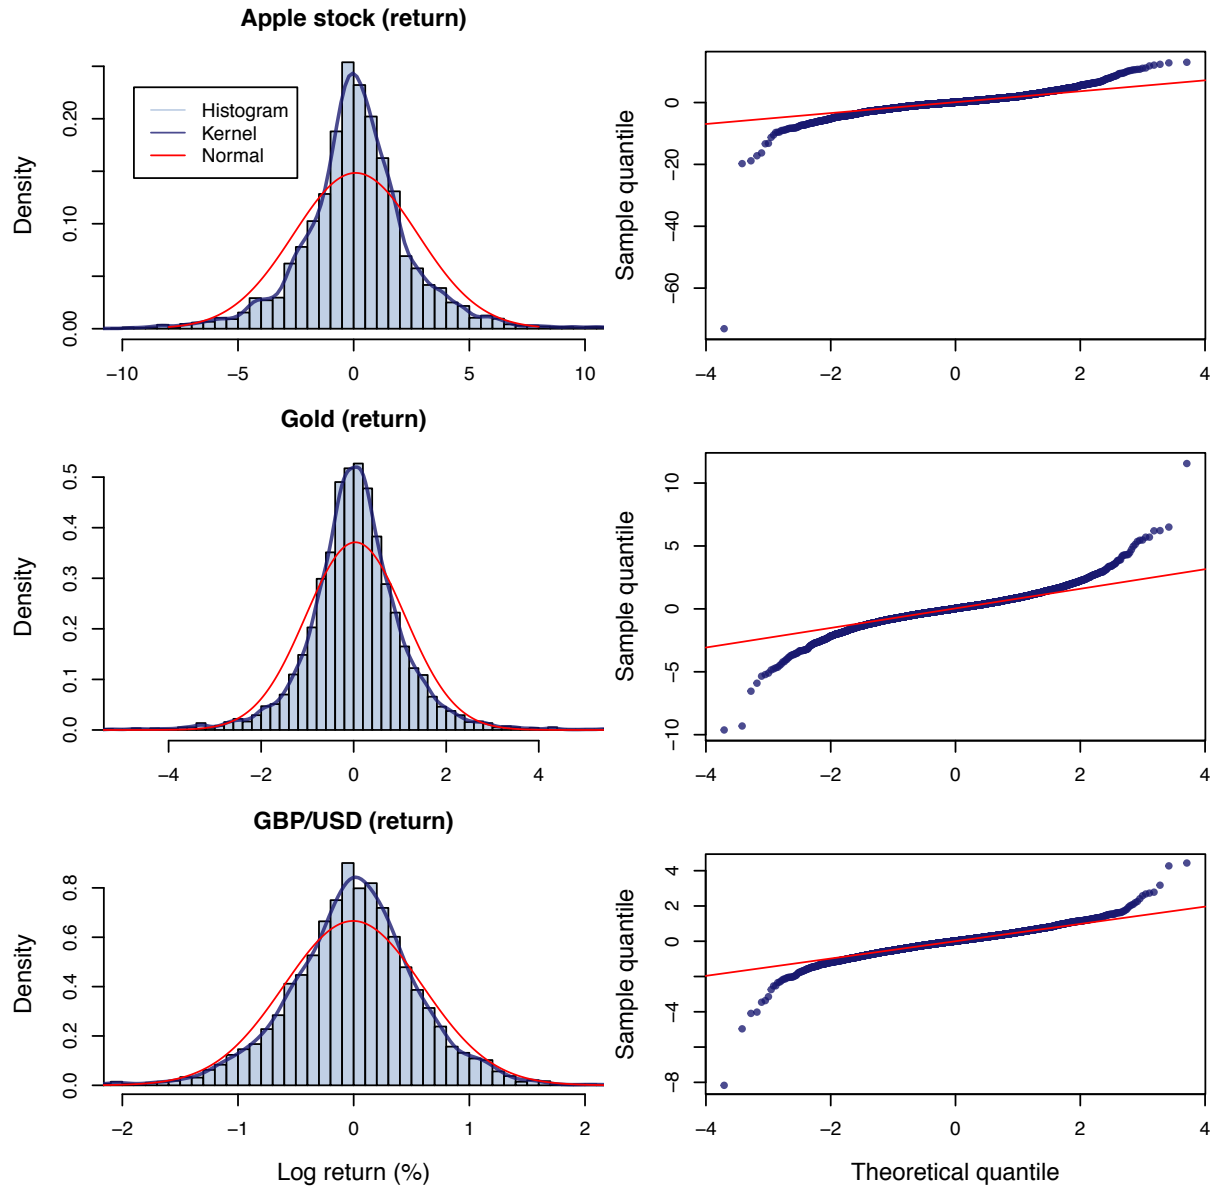 Apple stock (return)
Histogram
Kernel
Normal
Density
0.00 0.10 0.20
−10 −5 0 5 10
Sample quantile
0 −20 −40 −60
−4 −2 0 2 4
Gold (return)
Density
0.0 0.1 0.2 0.3 0.4 0.5
−4 −2 0 2 4
Sample quantile
10 5 0 −5 −10
−4 −2 0 2 4
GBP/USD (return)
Density
0.0 0.2 0.4 0.6 0.8
−2 −1 0 1 2
Log return (%)
Sample quantile
4 2 0 −4 −8
−4 −2 0 2 4
Theoretical quantile